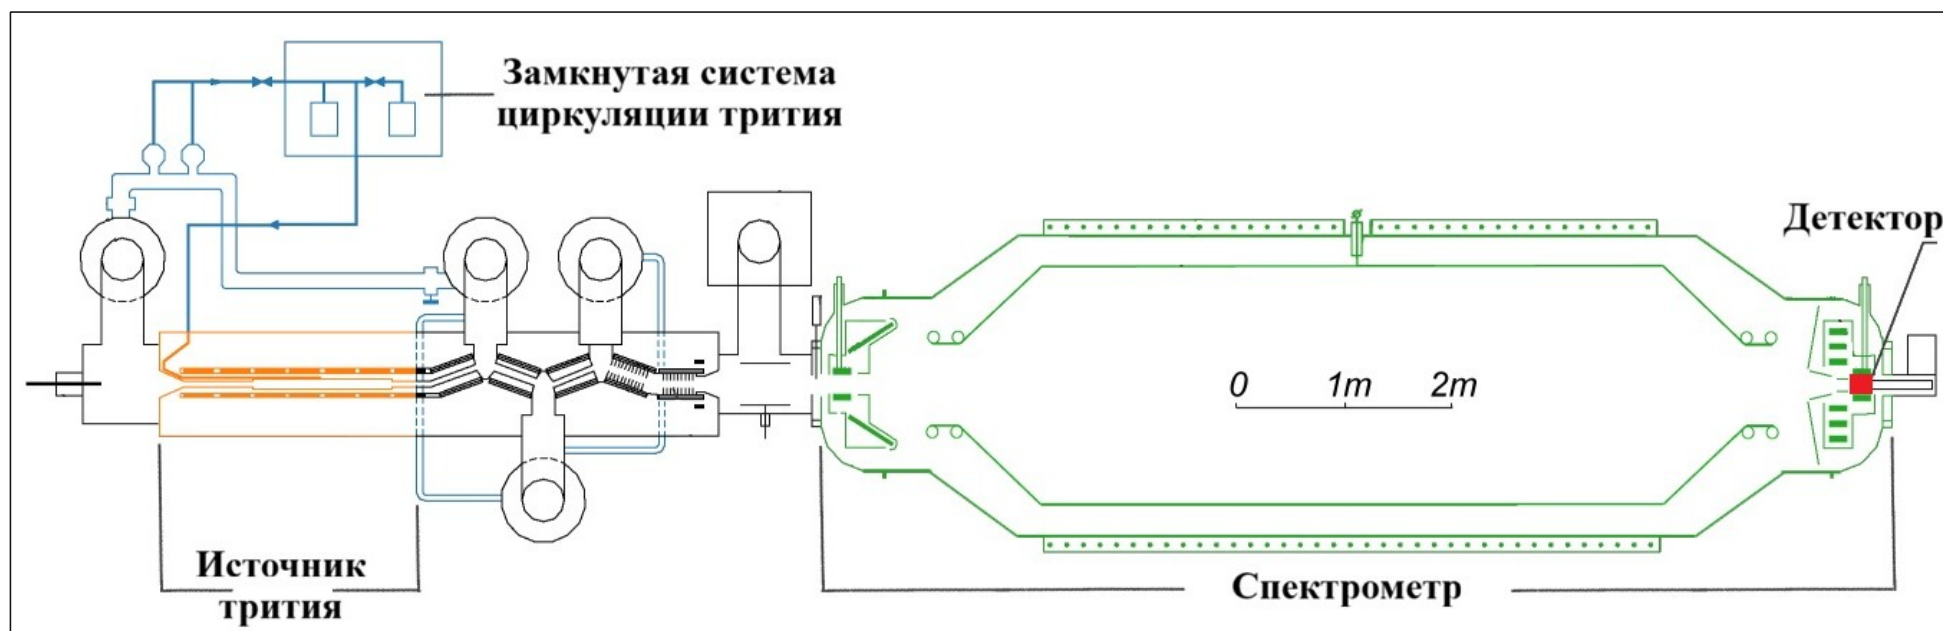 Замкнутая система
циркуляции трития
Детектор
0 1m 2m
Источник
трития
Спектрометр